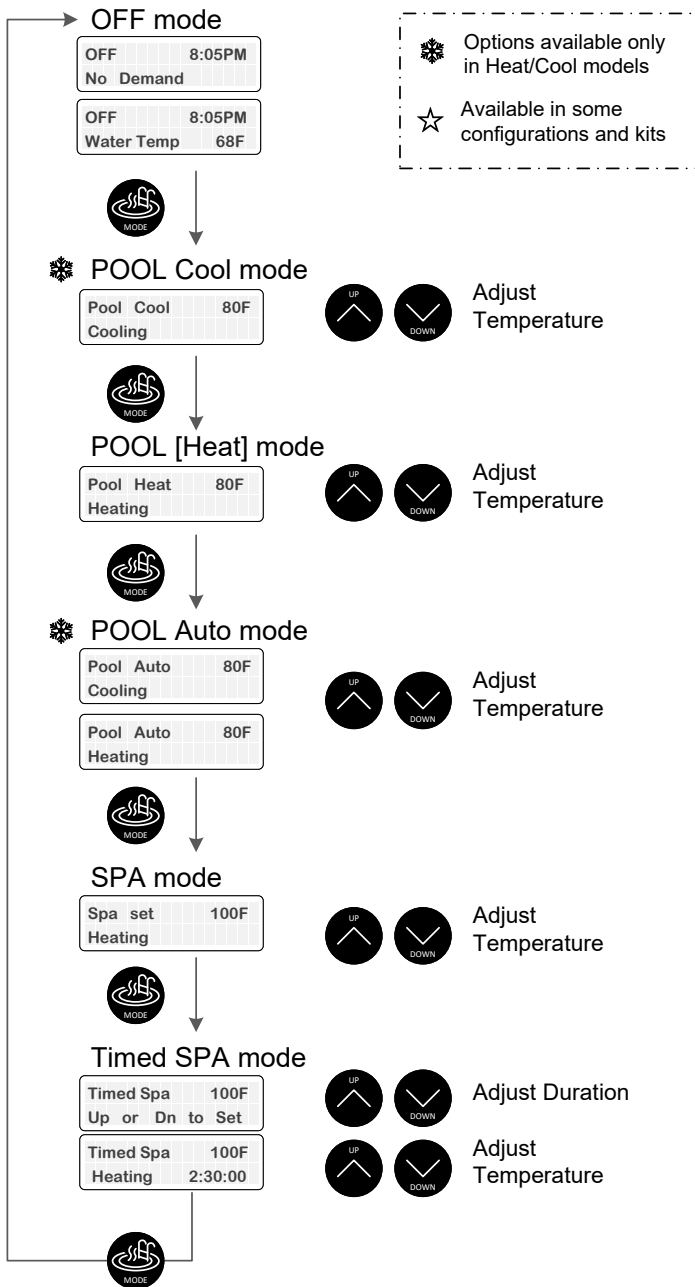 OFF mode
OFF 8:05PM
No Demand
OFF 8:05PM
Water Temp 68F
Options available only
in Heat/Cool models
Available in some
configurations and kits
MODE
POOL Cool mode
Pool Cool 80F
Cooling
UP
DOWN
Adjust
Temperature
MODE
POOL [Heat] mode
Pool Heat 80F
Heating
UP
DOWN
Adjust
Temperature
MODE
POOL Auto mode
Pool Auto 80F
Cooling
Pool Auto 80F
Heating
UP
DOWN
Adjust
Temperature
MODE
SPA mode
Spa set 100F
Heating
UP
DOWN
Adjust
Temperature
MODE
Timed SPA mode
Timed Spa 100F
Up or Dn to Set
UP
DOWN
Adjust Duration
Timed Spa 100F
Heating 2:30:00
UP
DOWN
Adjust
Temperature
MODE